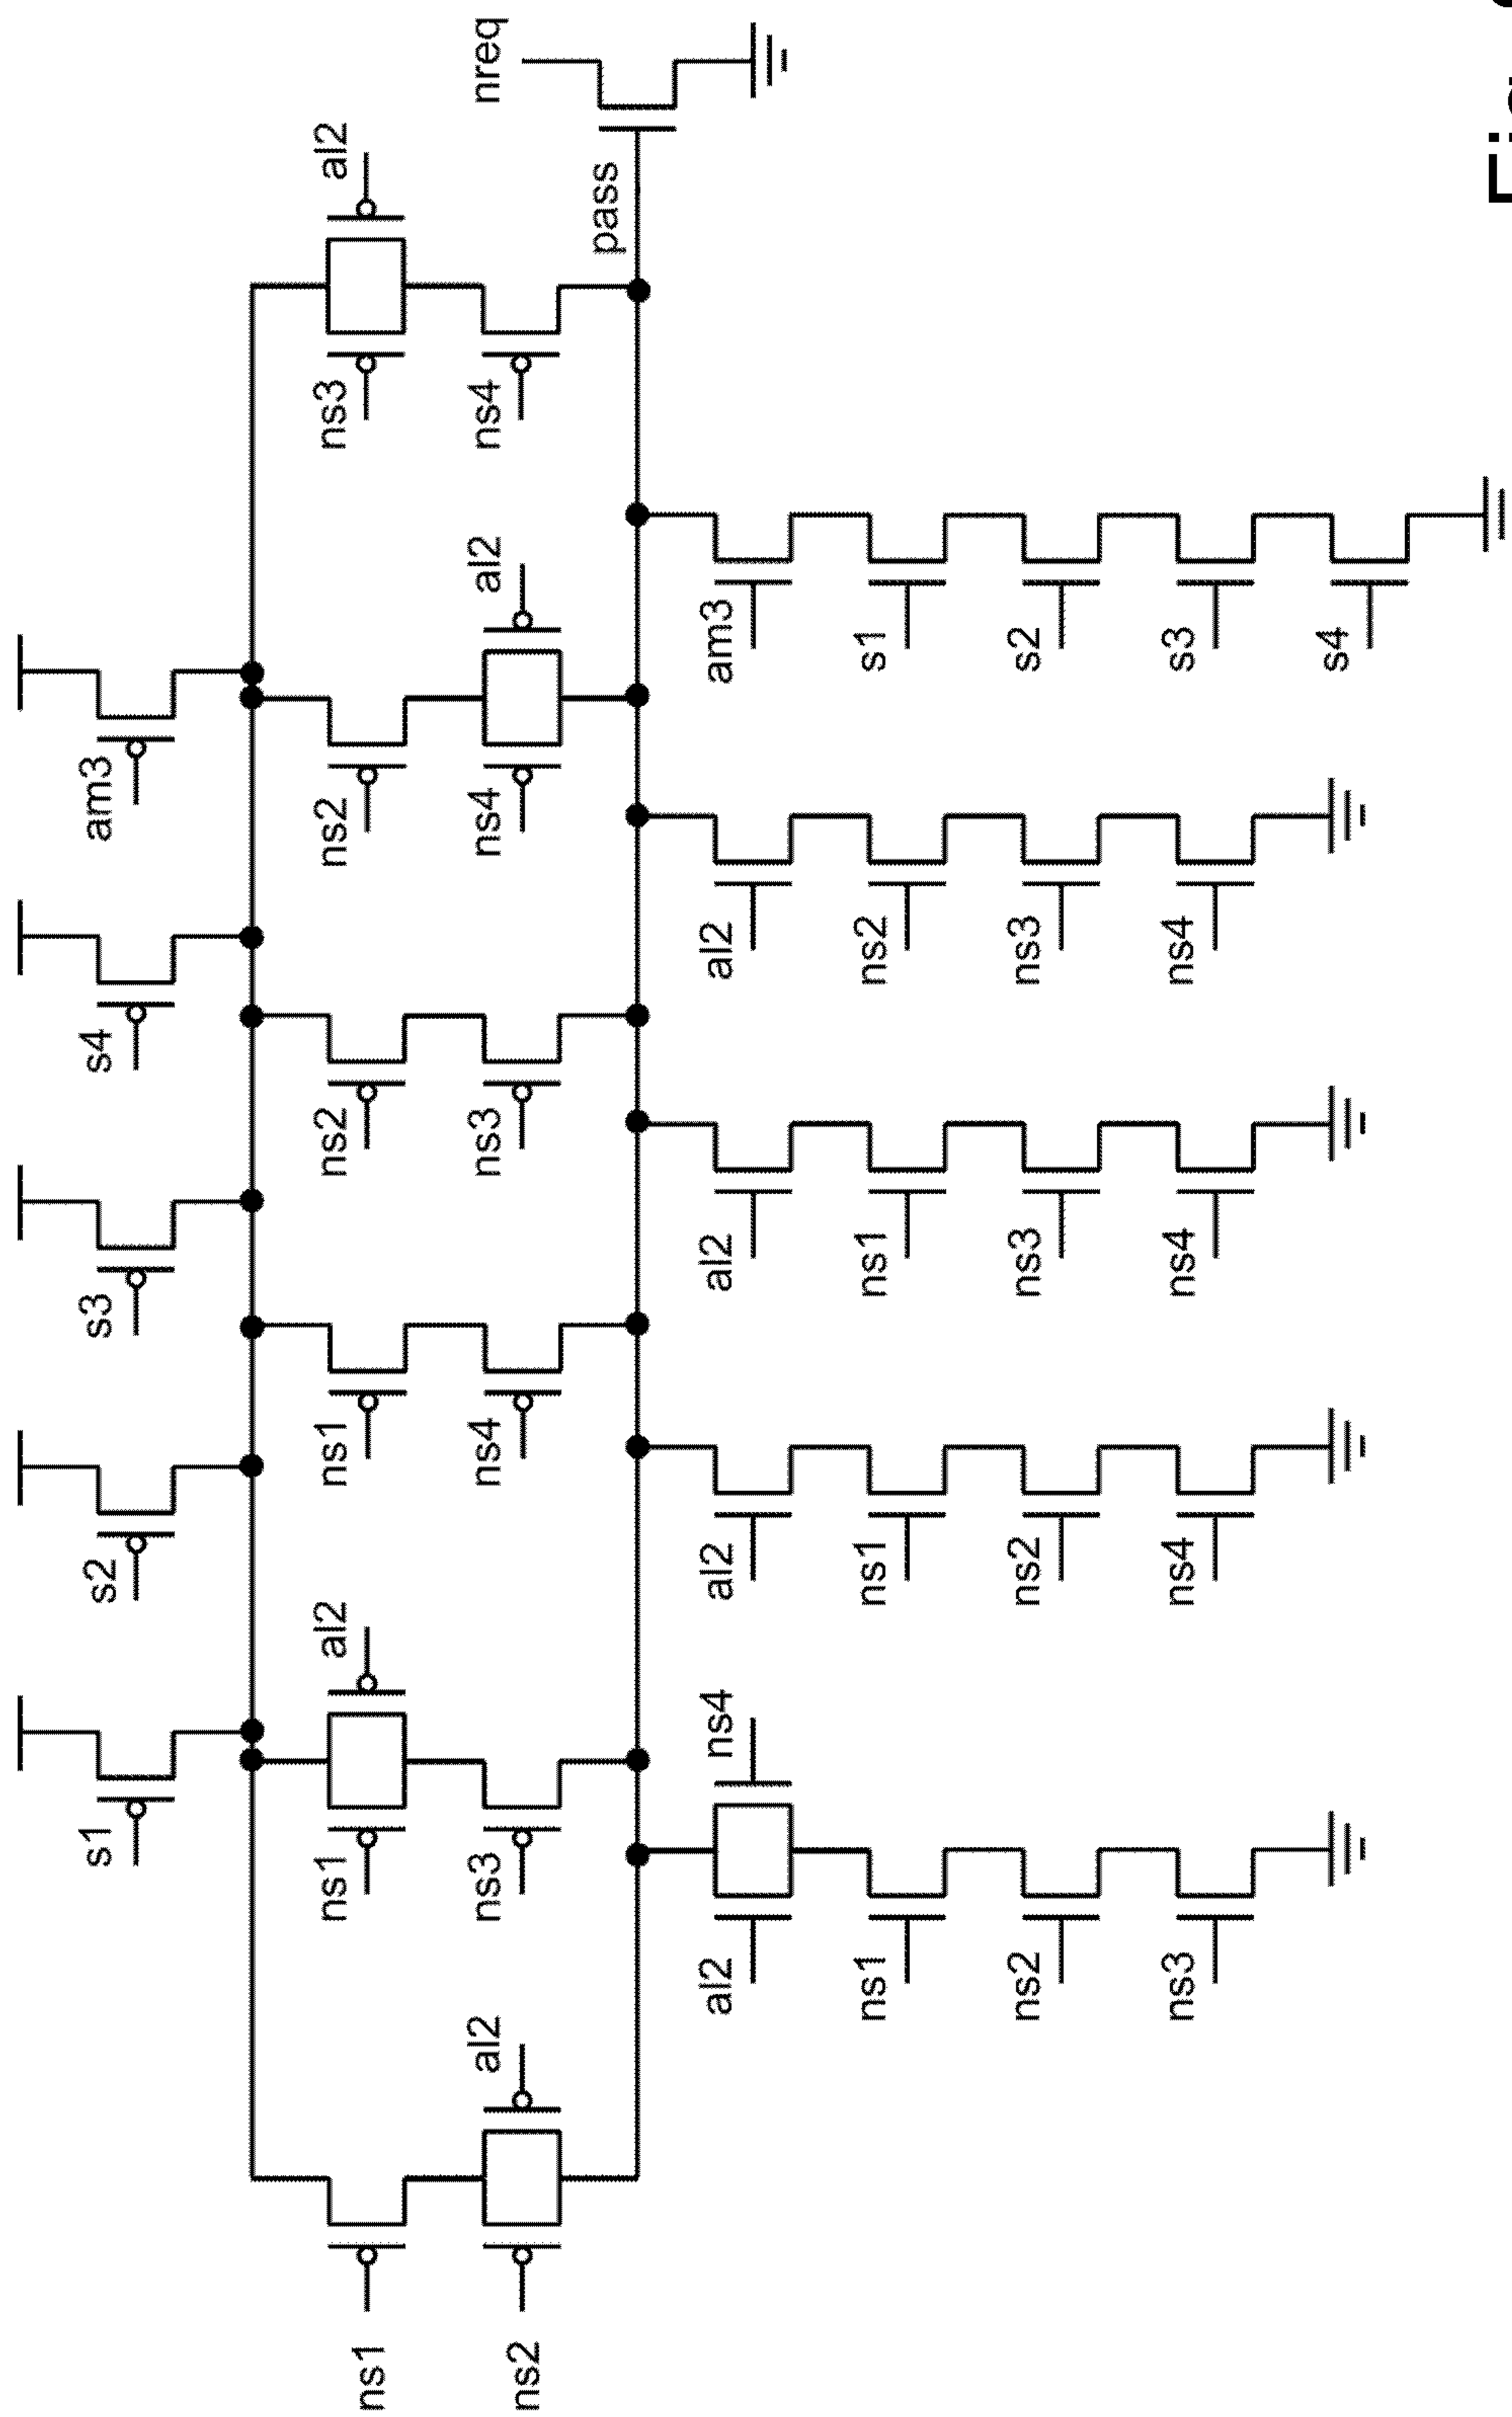 s1 s2 s3 s4 am3
ns1 ns1 al2 ns1 ns2 ns2 ns3 al2
ns2 al2 ns3 ns4 ns3 ns4 al2 ns4 nreq
pass
al2 ns4 al2 al2 al2 am3
ns1 ns1 ns1 ns2 s1
ns2 ns2 ns3 ns3 s2
ns3 ns4 ns4 ns4 s3
s4
Fig